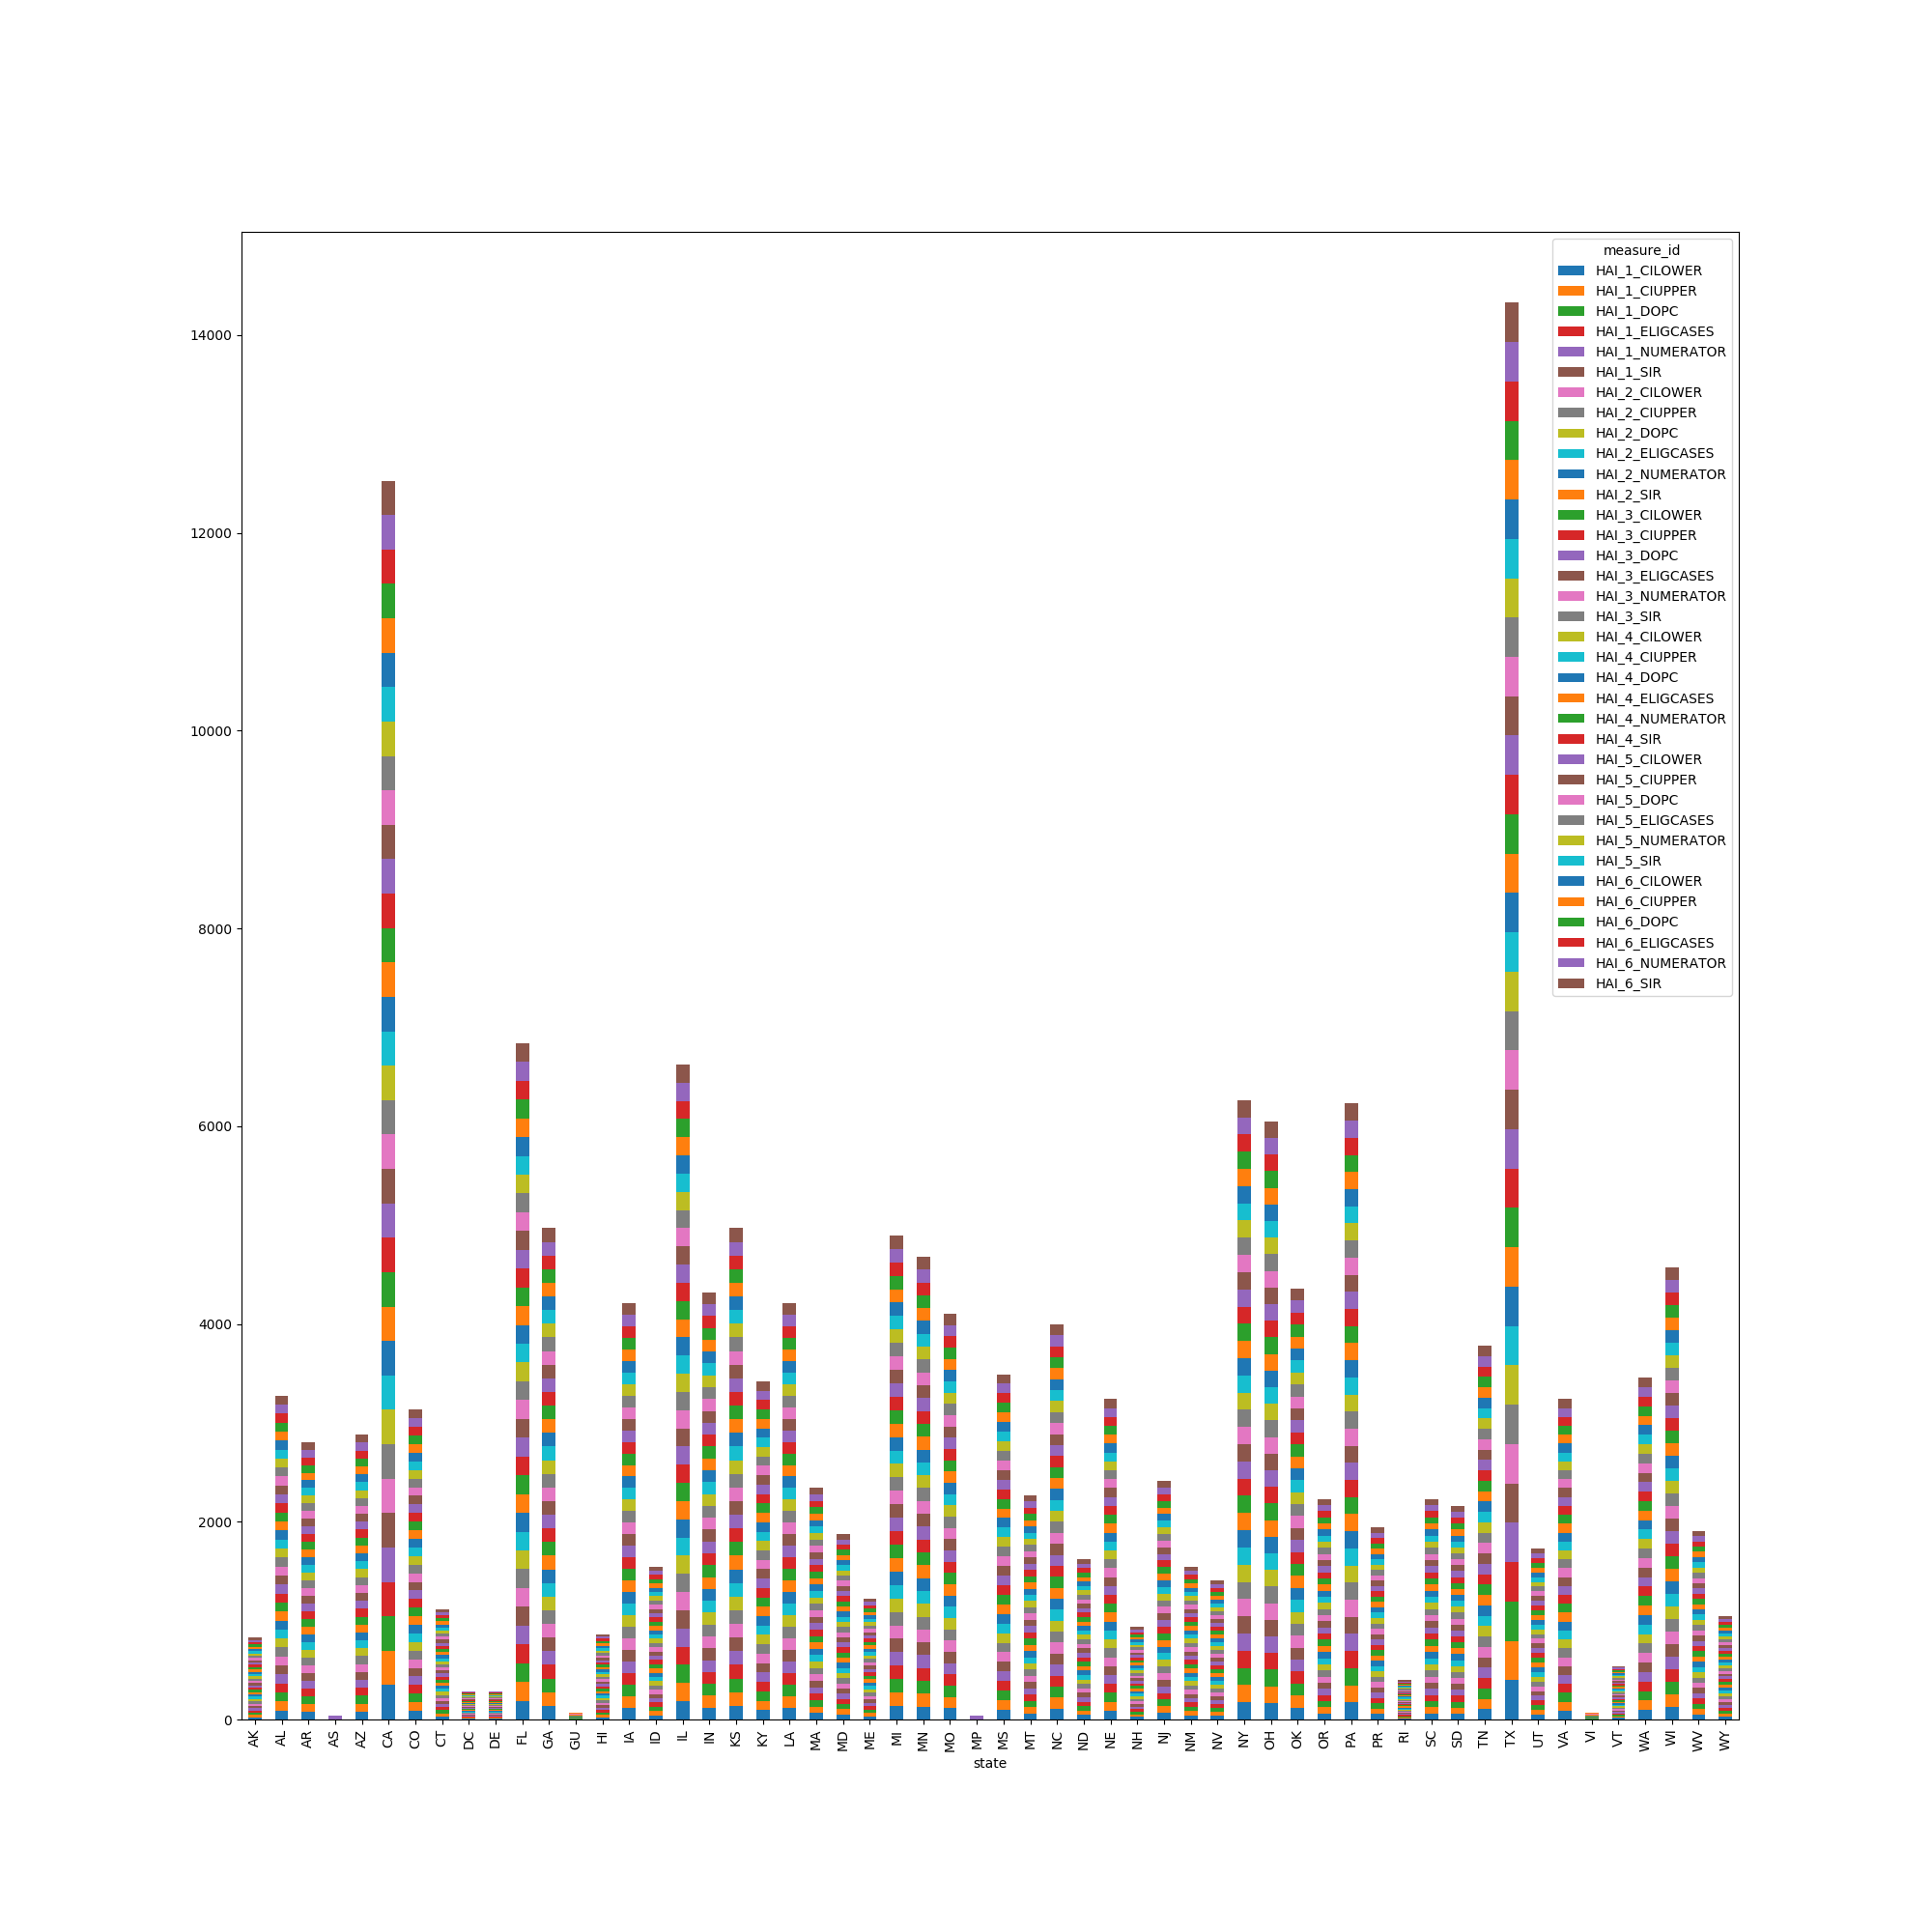 measure_id
HAI_1_CILOWER
HAI_1_CIUPPER
HAI_1_DOPC
HAI_1_ELIGCASES
HAI_1_NUMERATOR
HAI_1_SIR
HAI_2_CILOWER
HAI_2_CIUPPER
HAI_2_DOPC
HAI_2_ELIGCASES
HAI_2_NUMERATOR
HAI_2_SIR
HAI_3_CILOWER
HAI_3_CIUPPER
HAI_3_DOPC
HAI_3_ELIGCASES
HAI_3_NUMERATOR
HAI_3_SIR
HAI_4_CILOWER
HAI_4_CIUPPER
HAI_4_DOPC
HAI_4_ELIGCASES
HAI_4_NUMERATOR
HAI_4_SIR
HAI_5_CILOWER
HAI_5_CIUPPER
HAI_5_DOPC
HAI_5_ELIGCASES
HAI_5_NUMERATOR
HAI_5_SIR
HAI_6_CILOWER
HAI_6_CIUPPER
HAI_6_DOPC
HAI_6_ELIGCASES
HAI_6_NUMERATOR
HAI_6_SIR
14000
12000
10000
8000
6000
4000
2000
0
AK AL AR AS AZ CA CO CT DC DE FL GA GU HI IA ID IL IN KS KY LA MA MD ME MI MN MO MP MS MT NC ND NE NH NJ NM NV NY OH OK OR PA PR RI SC SD TN TX UT VA VI VT WA WI WV WY
state